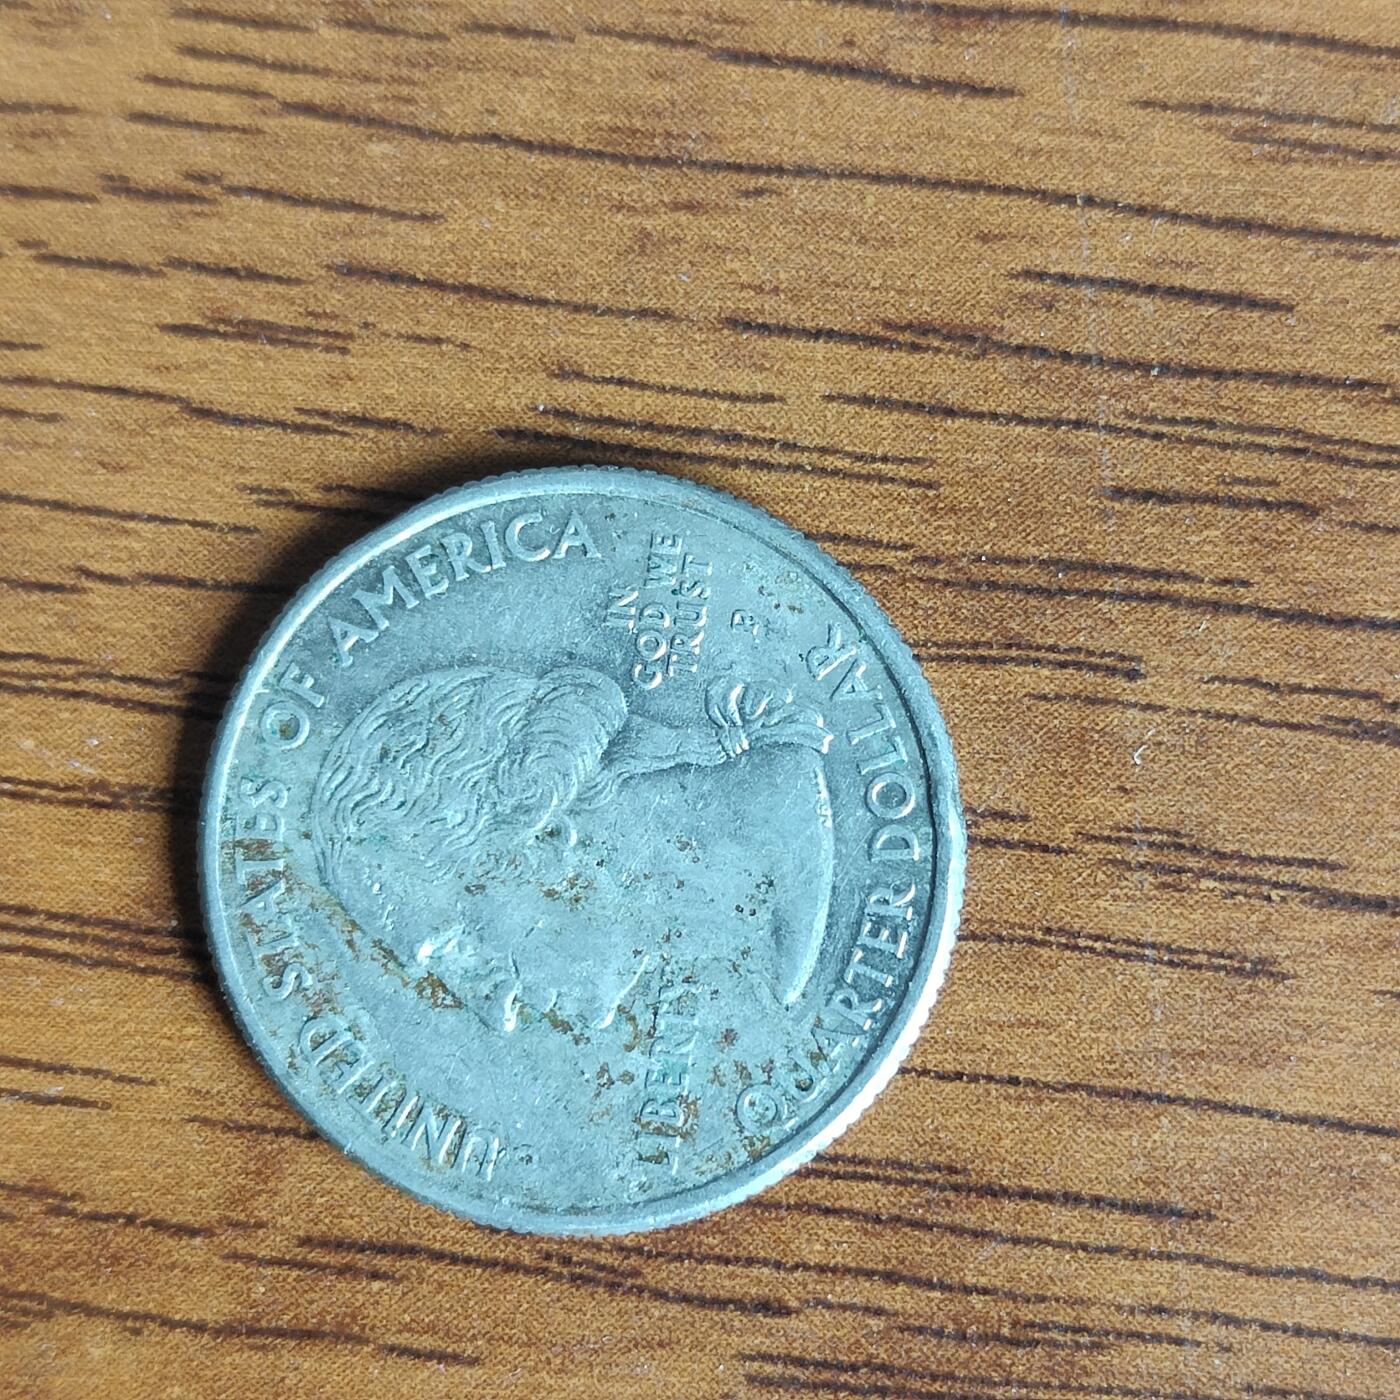 UNITED STATES OF AMERICA
LIBERTY
IN
GOD WE
TRUST
P
QUARTER DOLLAR